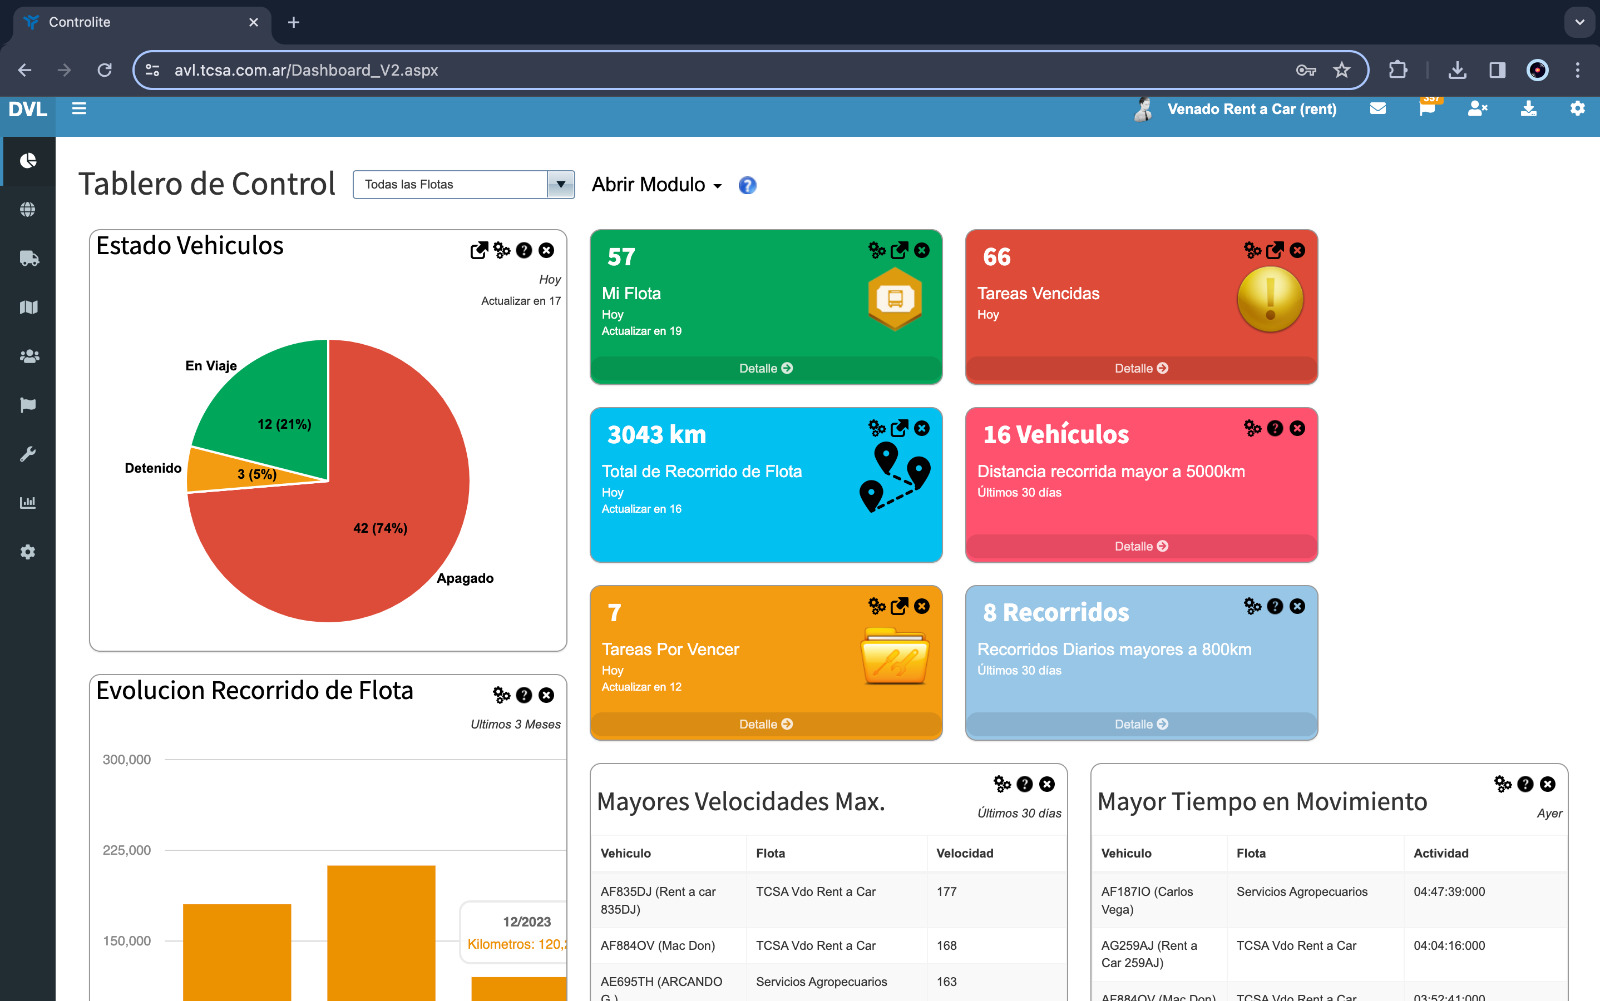 Controlite
avl.tcsa.com.ar/Dashboard_V2.aspx
DVL
Venado Rent a Car (rent)
357
Tablero de Control
Todas las Flotas
Abrir Modulo
Estado Vehiculos
Hoy
Actualizar en 17
En Viaje
12 (21%)
Detenido
3 (5%)
42 (74%)
Apagado
57
Mi Flota
Hoy
Actualizar en 19
Detalle
66
Tareas Vencidas
Hoy
Detalle
3043 km
Total de Recorrido de Flota
Hoy
Actualizar en 16
16 Vehículos
Distancia recorrida mayor a 5000km
Últimos 30 días
Detalle
7
Tareas Por Vencer
Hoy
Actualizar en 12
Detalle
8 Recorridos
Recorridos Diarios mayores a 800km
Últimos 30 días
Detalle
Evolucion Recorrido de Flota
Ultimos 3 Meses
300,000
225,000
150,000
12/2023
Kilometros: 120,
Mayores Velocidades Max.
Últimos 30 días
Vehiculo Flota Velocidad
AF835DJ (Rent a car TCSA Vdo Rent a Car 177
835DJ)
AF884OV (Mac Don) TCSA Vdo Rent a Car 168
AE695TH (ARCANDO Servicios Agropecuarios 163
G.)
Mayor Tiempo en Movimiento
Ayer
Vehiculo Flota Actividad
AF187IO (Carlos Servicios Agropecuarios 04:47:39:000
Vega)
AG259AJ (Rent a TCSA Vdo Rent a Car 04:04:16:000
Car 259AJ)
AF884OV (Mac Don) TCSA Vdo Rent a Car 03:52:41:000